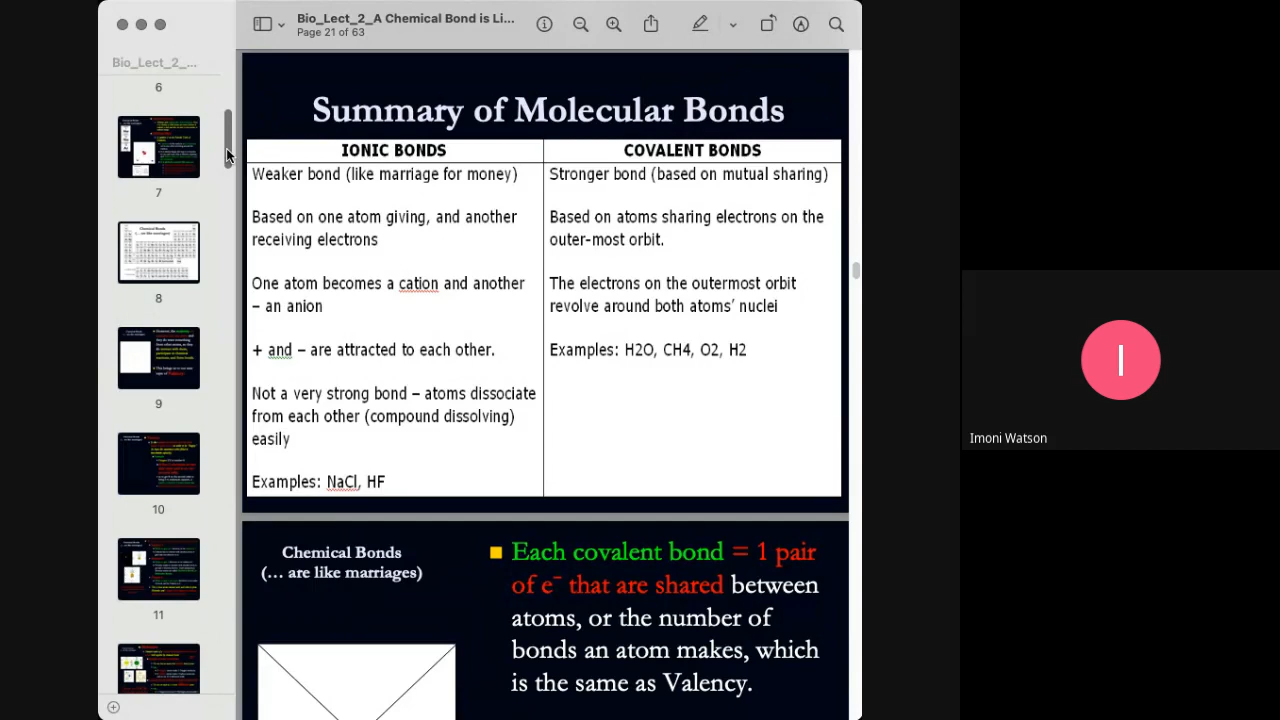 Bio_Lect_2_A Chemical Bond is Li...
Page 21 of 63
Bio_Lect_2_...
6
7
8
9
10
11
Summary of Molecular Bonds
IONIC BONDS
Weaker bond (like marriage for money)
Based on one atom giving, and another
receiving electrons
One atom becomes a cation and another
– an anion
+ and – are attracted to each other.
Not a very strong bond – atoms dissociate
from each other (compound dissolving)
easily
Examples: NaCl, HF
COVALENT BONDS
Stronger bond (based on mutual sharing)
Based on atoms sharing electrons on the
outer-most orbit.
The electrons on the outermost orbit
revolve around both atoms’ nuclei
Examples: H2O, CH4, O2, H2
Chemical Bonds
(… are like marriages)
Each covalent bond = 1 pair
of e⁻ that are shared between
atoms, or the number of
bonds an atom makes, which
is the same as Valency.
I
Imoni Watson